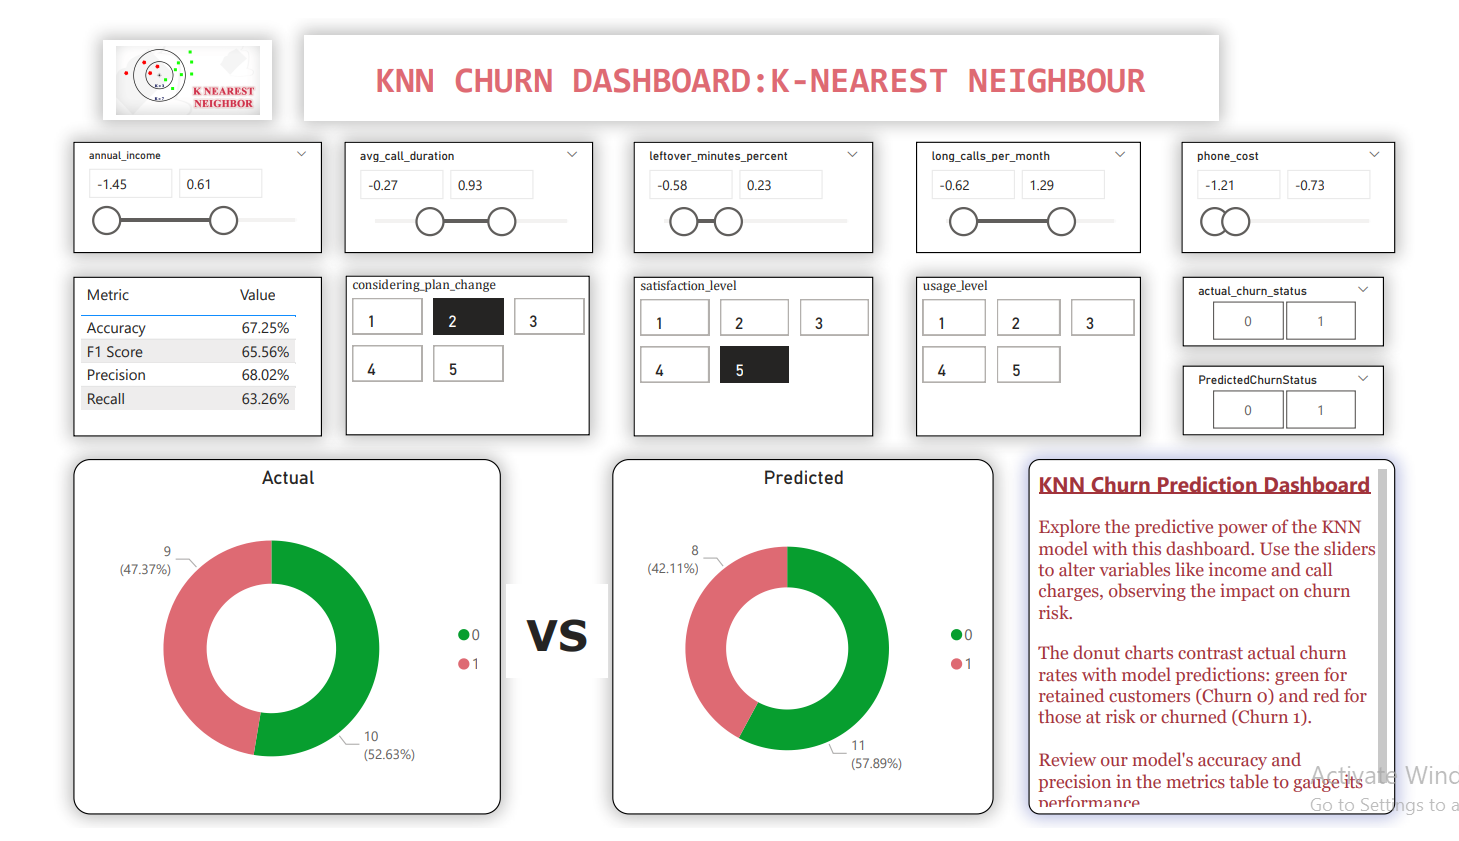 K NEAREST
NEIGHBOR
KNN CHURN DASHBOARD:K-NEAREST NEIGHBOUR
annual_income
-1.45 0.61
avg_call_duration
-0.27 0.93
leftover_minutes_percent
-0.58 0.23
long_calls_per_month
-0.62 1.29
phone_cost
-1.21 -0.73
Metric Value
Accuracy 67.25%
F1 Score 65.56%
Precision 68.02%
Recall 63.26%
considering_plan_change
1 2 3
4 5
satisfaction_level
1 2 3
4 5
usage_level
1 2 3
4 5
actual_churn_status
0 1
PredictedChurnStatus
0 1
Actual
9
(47.37%)
10
(52.63%)
0
1
VS
Predicted
8
(42.11%)
11
(57.89%)
0
1
KNN Churn Prediction Dashboard
Explore the predictive power of the KNN
model with this dashboard. Use the sliders
to alter variables like income and call
charges, observing the impact on churn
risk.
The donut charts contrast actual churn
rates with model predictions: green for
retained customers (Churn 0) and red for
those at risk or churned (Churn 1).
Review our model's accuracy and
precision in the metrics table to gauge its
performance
Activate Wind
Go to Settings to a